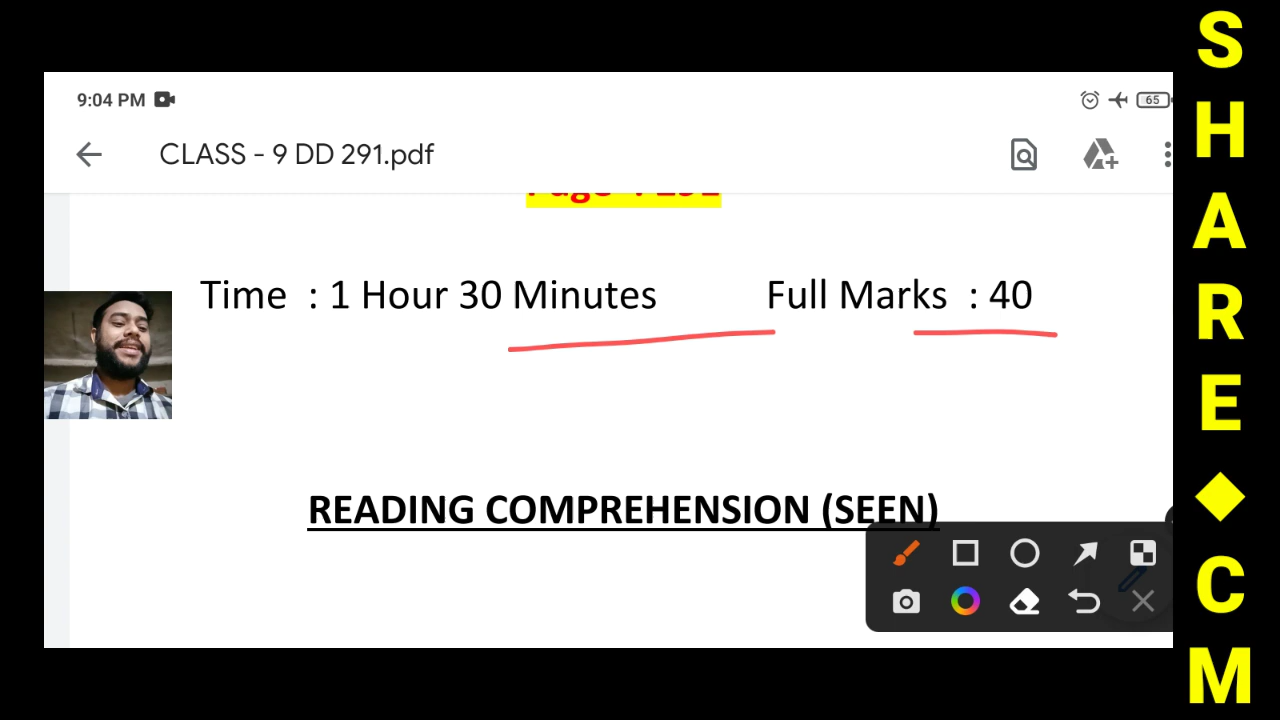 9:04 PM
65
CLASS - 9 DD 291.pdf
Time : 1 Hour 30 Minutes Full Marks : 40
READING COMPREHENSION (SEEN)
SHARE◆CM